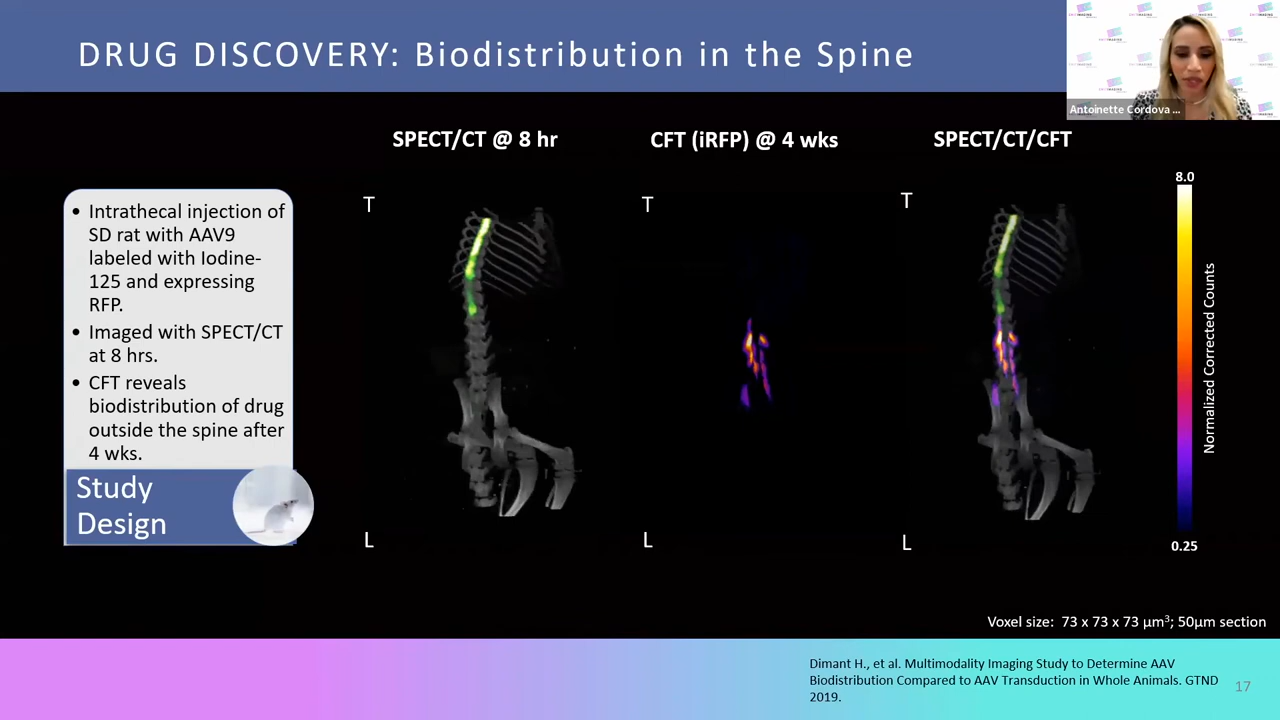 DRUG DISCOVERY: Biodistribution in the Spine
Antoinette Cordova ...
SPECT/CT @ 8 hr
CFT (iRFP) @ 4 wks
SPECT/CT/CFT
8.0
T
T
T
• Intrathecal injection of
SD rat with AAV9
labeled with Iodine-
125 and expressing
RFP.
• Imaged with SPECT/CT
at 8 hrs.
• CFT reveals
biodistribution of drug
outside the spine after
4 wks.
Study
Design
Normalized Corrected Counts
L
L
L
0.25
Voxel size: 73 x 73 x 73 µm³; 50µm section
Dimant H., et al. Multimodality Imaging Study to Determine AAV
Biodistribution Compared to AAV Transduction in Whole Animals. GTND
2019.
17